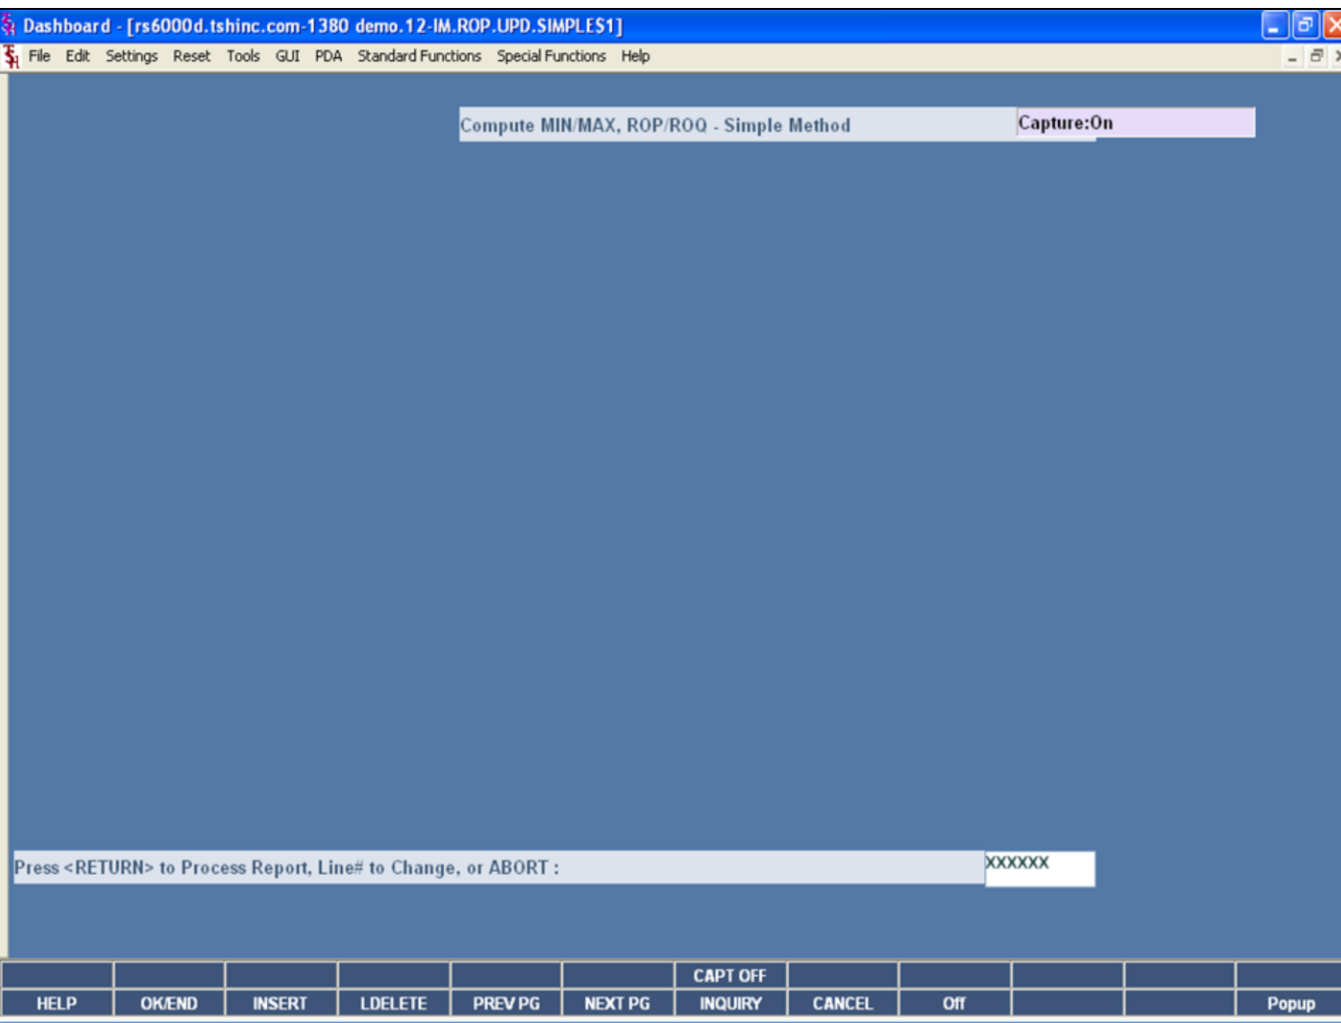 Dashboard - [rs6000d.tshinc.com-1380 demo.12-IM.ROP.UPD.SIMPLE$1]
File Edit Settings Reset Tools GUI PDA Standard Functions Special Functions Help
Compute MIN/MAX, ROP/ROQ - Simple Method Capture:On
Press <RETURN> to Process Report, Line# to Change, or ABORT : XXXXXX
CAPT OFF
HELP OK/END INSERT LDELETE PREV PG NEXT PG INQUIRY CANCEL Off Popup